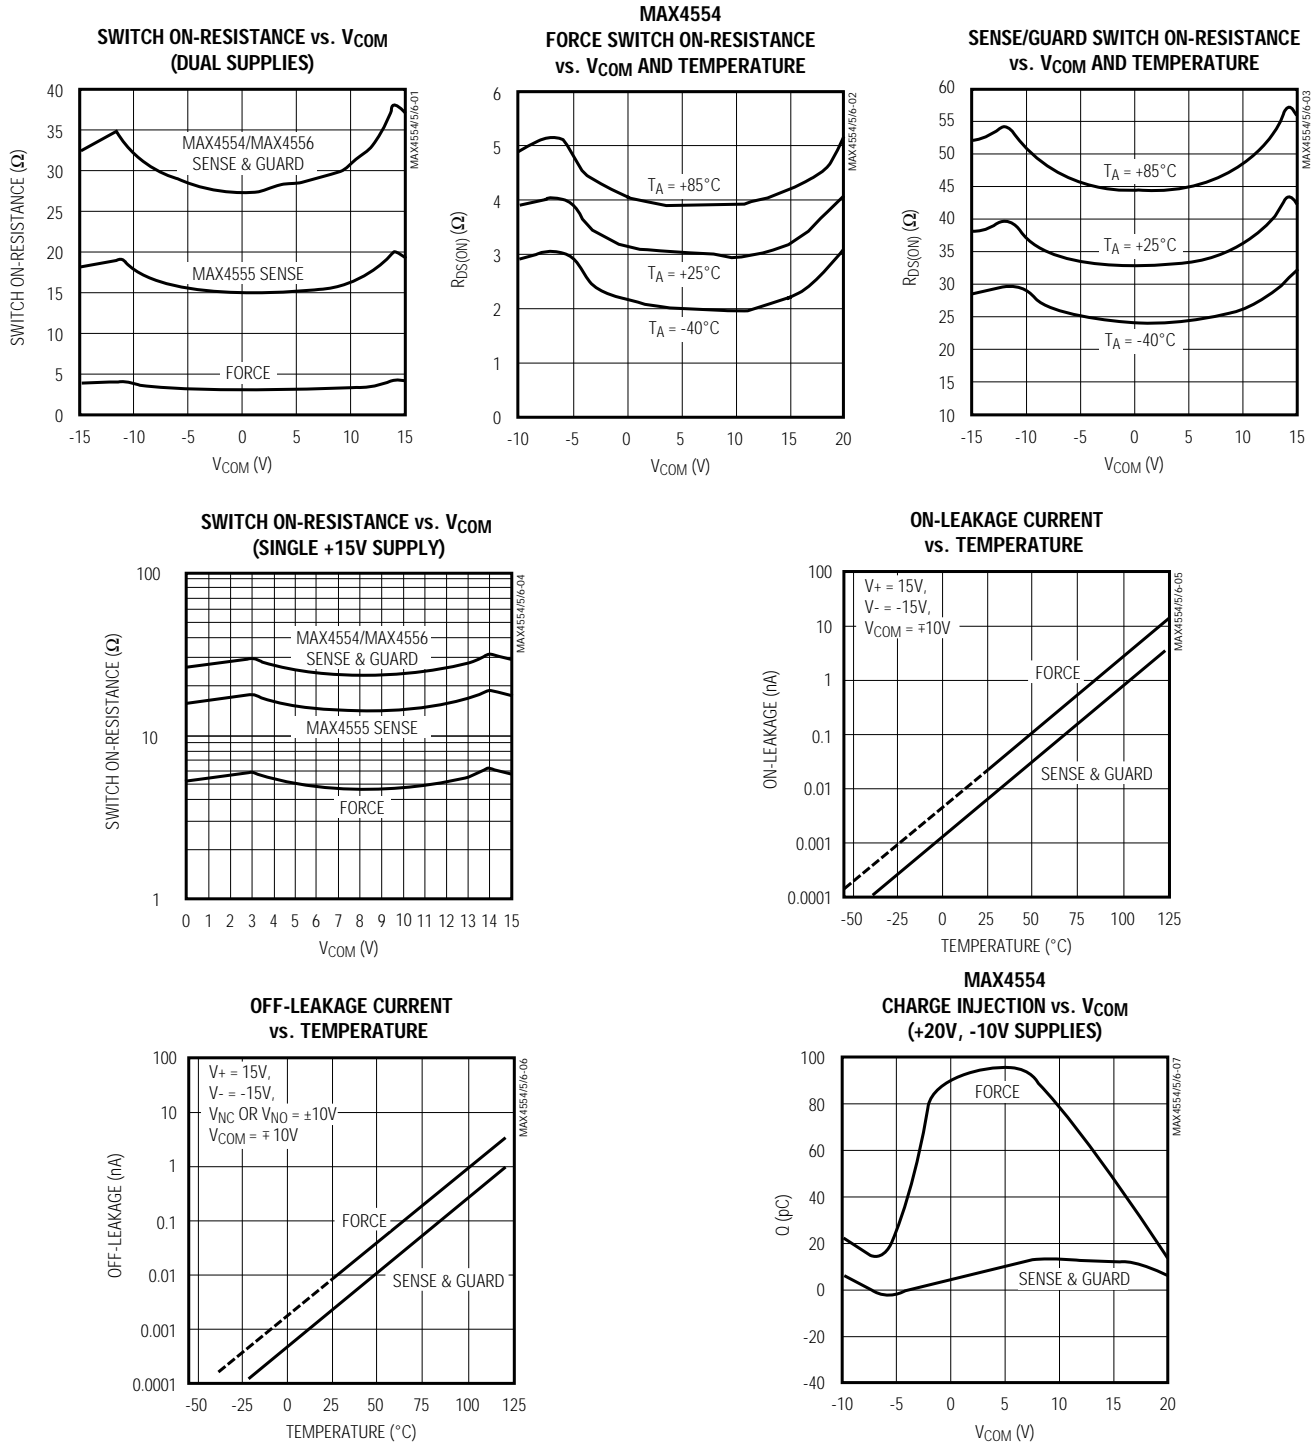 SWITCH ON-RESISTANCE vs. VCOM
(DUAL SUPPLIES)
40
35
30
25
20
15
10
5
0
SWITCH ON-RESISTANCE (Ω)
MAX4554/MAX4556
SENSE & GUARD
MAX4555 SENSE
FORCE
MAX4554/5/6-01
-15 -10 -5 0 5 10 15
VCOM (V)
MAX4554
FORCE SWITCH ON-RESISTANCE
vs. VCOM AND TEMPERATURE
6
5
4
3
2
1
0
RDS(ON) (Ω)
TA = +85°C
TA = +25°C
TA = -40°C
MAX4554/5/6-02
-10 -5 0 5 10 15 20
VCOM (V)
SENSE/GUARD SWITCH ON-RESISTANCE
vs. VCOM AND TEMPERATURE
60
55
50
45
40
35
30
25
20
15
10
RDS(ON) (Ω)
TA = +85°C
TA = +25°C
TA = -40°C
MAX4554/5/6-03
-15 -10 -5 0 5 10 15
VCOM (V)
SWITCH ON-RESISTANCE vs. VCOM
(SINGLE +15V SUPPLY)
100
10
1
SWITCH ON-RESISTANCE (Ω)
MAX4554/MAX4556
SENSE & GUARD
MAX4555 SENSE
FORCE
MAX4554/5/6-04
0 1 2 3 4 5 6 7 8 9 10 11 12 13 14 15
VCOM (V)
ON-LEAKAGE CURRENT
vs. TEMPERATURE
100
10
1
0.1
0.01
0.001
0.0001
ON-LEAKAGE (nA)
V+ = 15V,
V- = -15V,
VCOM = ∓10V
FORCE
SENSE & GUARD
MAX4554/5/6-05
-50 -25 0 25 50 75 100 125
TEMPERATURE (°C)
OFF-LEAKAGE CURRENT
vs. TEMPERATURE
100
10
1
0.1
0.01
0.001
0.0001
OFF-LEAKAGE (nA)
V+ = 15V,
V- = -15V,
VNC OR VNO = ±10V
VCOM = ∓10V
FORCE
SENSE & GUARD
MAX4554/5/6-06
-50 -25 0 25 50 75 100 125
TEMPERATURE (°C)
MAX4554
CHARGE INJECTION vs. VCOM
(+20V, -10V SUPPLIES)
100
80
60
40
20
0
-20
-40
Q (pC)
FORCE
SENSE & GUARD
MAX4554/5/6-07
-10 -5 0 5 10 15 20
VCOM (V)